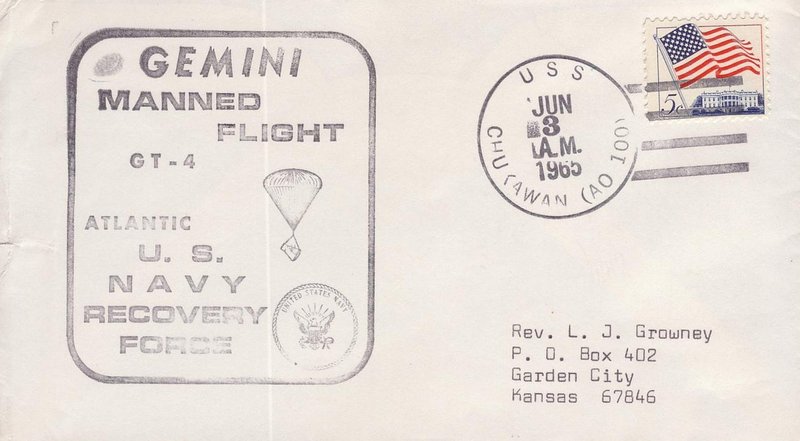 GEMINI
MANNED
FLIGHT
GT-4
ATLANTIC
U. S.
NAVY
RECOVERY
FORCE
UNITED STATES NAVY
USS
JUN
3
A.M.
1965
(AO 100)
5c
Rev. L. J. Growney
P. O. Box 402
Garden City
Kansas 67846